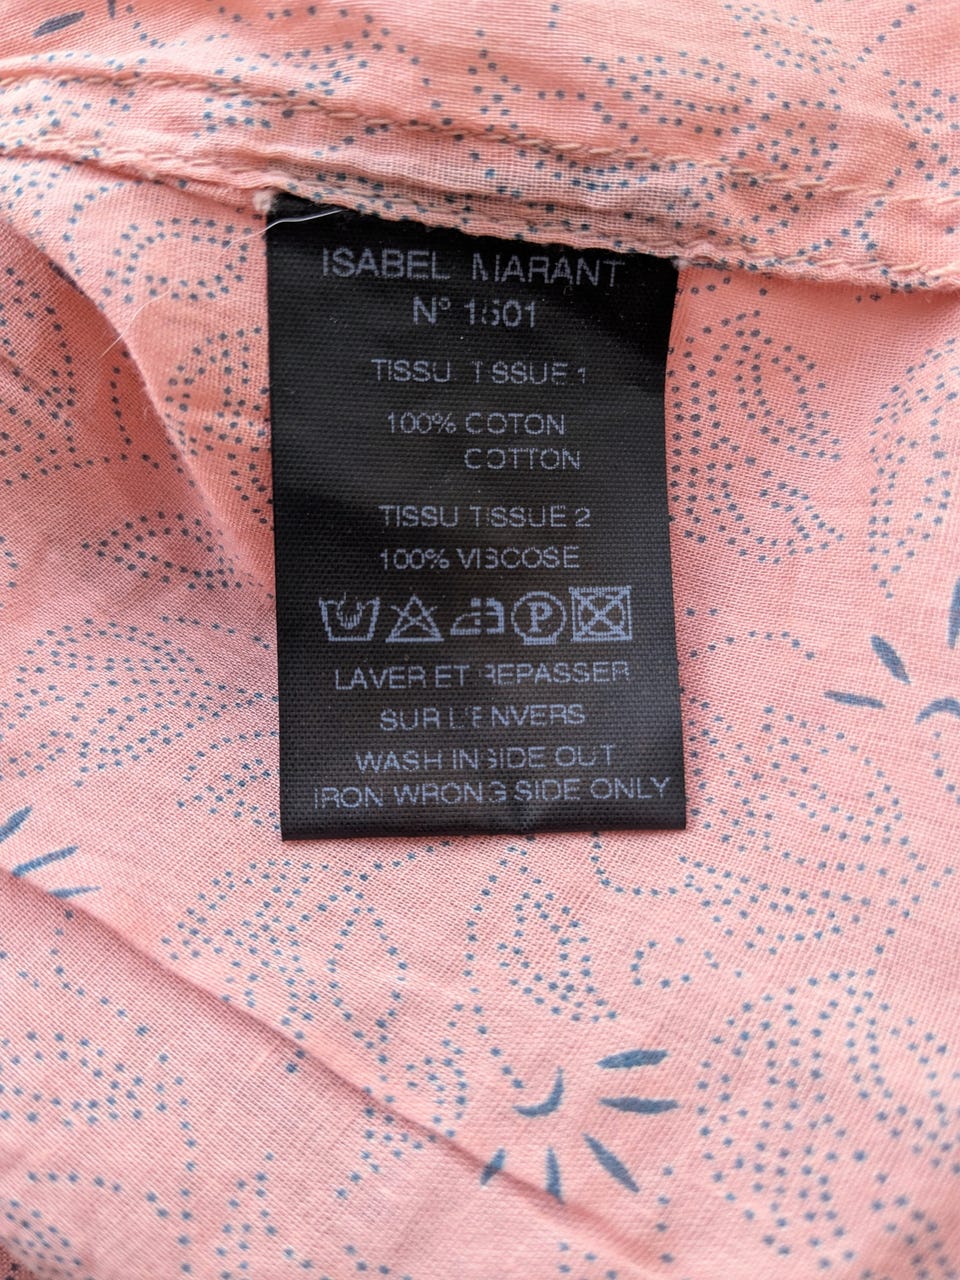 ISABEL MARANT
N° 1601
TISSU TISSUE 1
100% COTON
COTTON
TISSU TISSUE 2
100% VISCOSE
P
LAVER ET REPASSER
SUR L'ENVERS
WASH INSIDE OUT
IRON WRONG SIDE ONLY